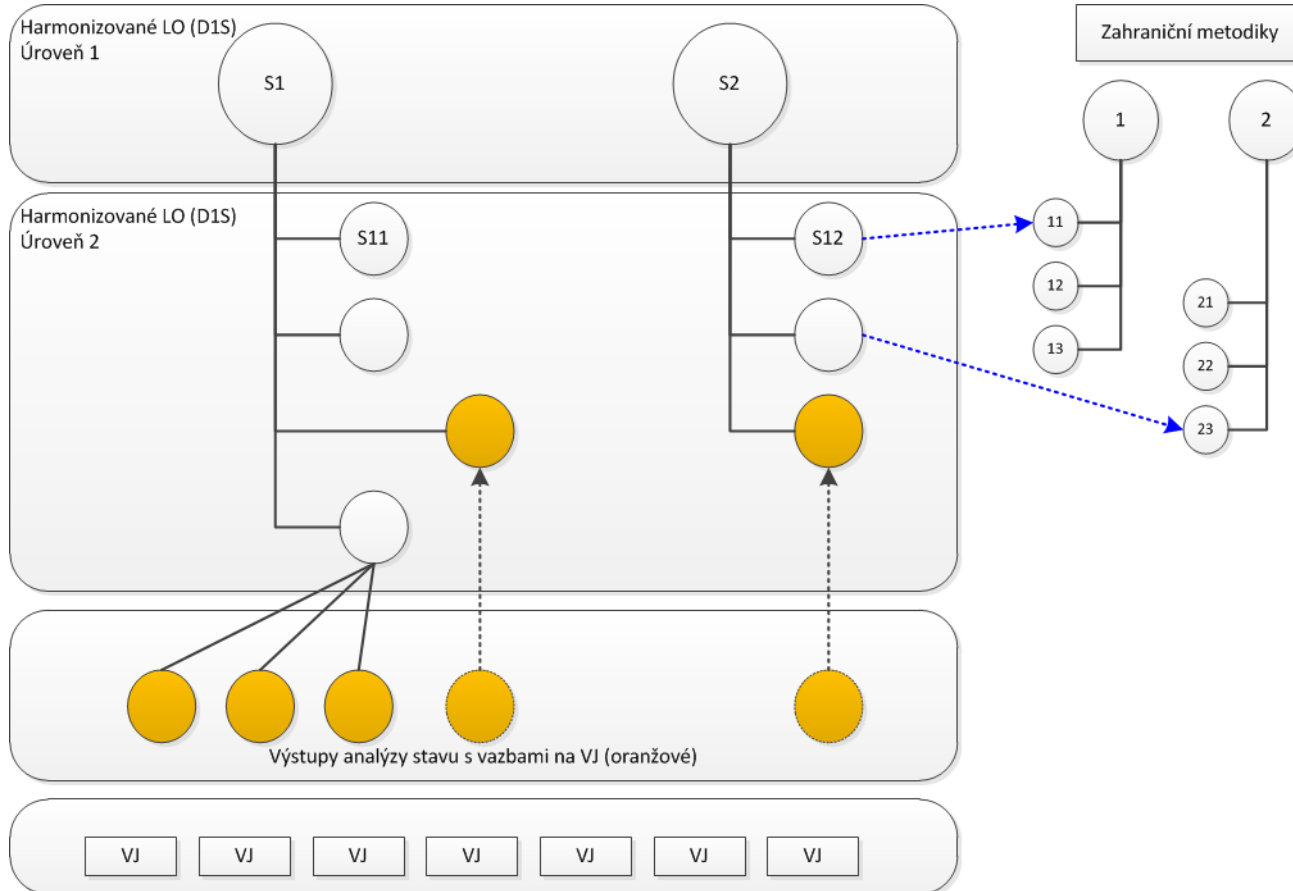 Harmonizované LO (D1S)
Úroveň 1
S1
S2
Zahraniční metodiky
1
2
Harmonizované LO (D1S)
Úroveň 2
S11
S12
11
12
13
21
22
23
Výstupy analýzy stavu s vazbami na VJ (oranžové)
VJ
VJ
VJ
VJ
VJ
VJ
VJ